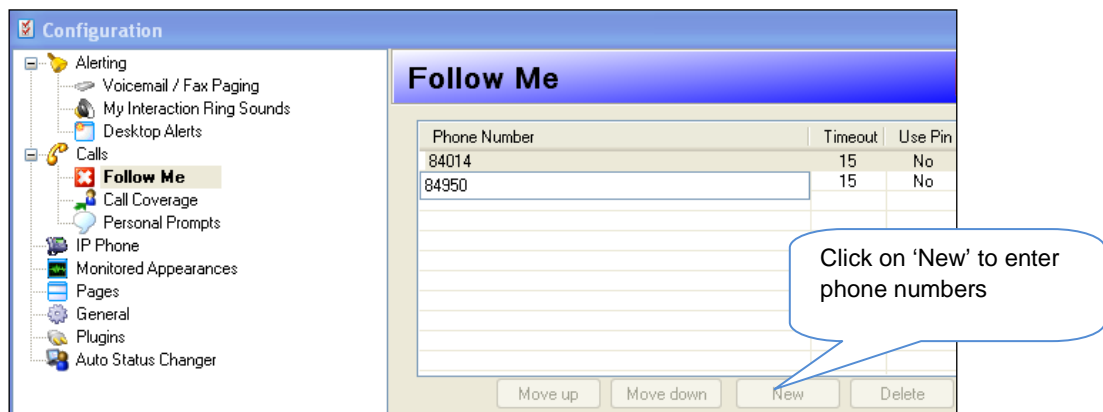 Configuration
Alerting
Voicemail / Fax Paging
My Interaction Ring Sounds
Desktop Alerts
Calls
Follow Me
Call Coverage
Personal Prompts
IP Phone
Monitored Appearances
Pages
General
Plugins
Auto Status Changer
Follow Me
Phone Number Timeout Use Pin
84014 15 No
84950 15 No
Click on ‘New’ to enter
phone numbers
Move up Move down New Delete